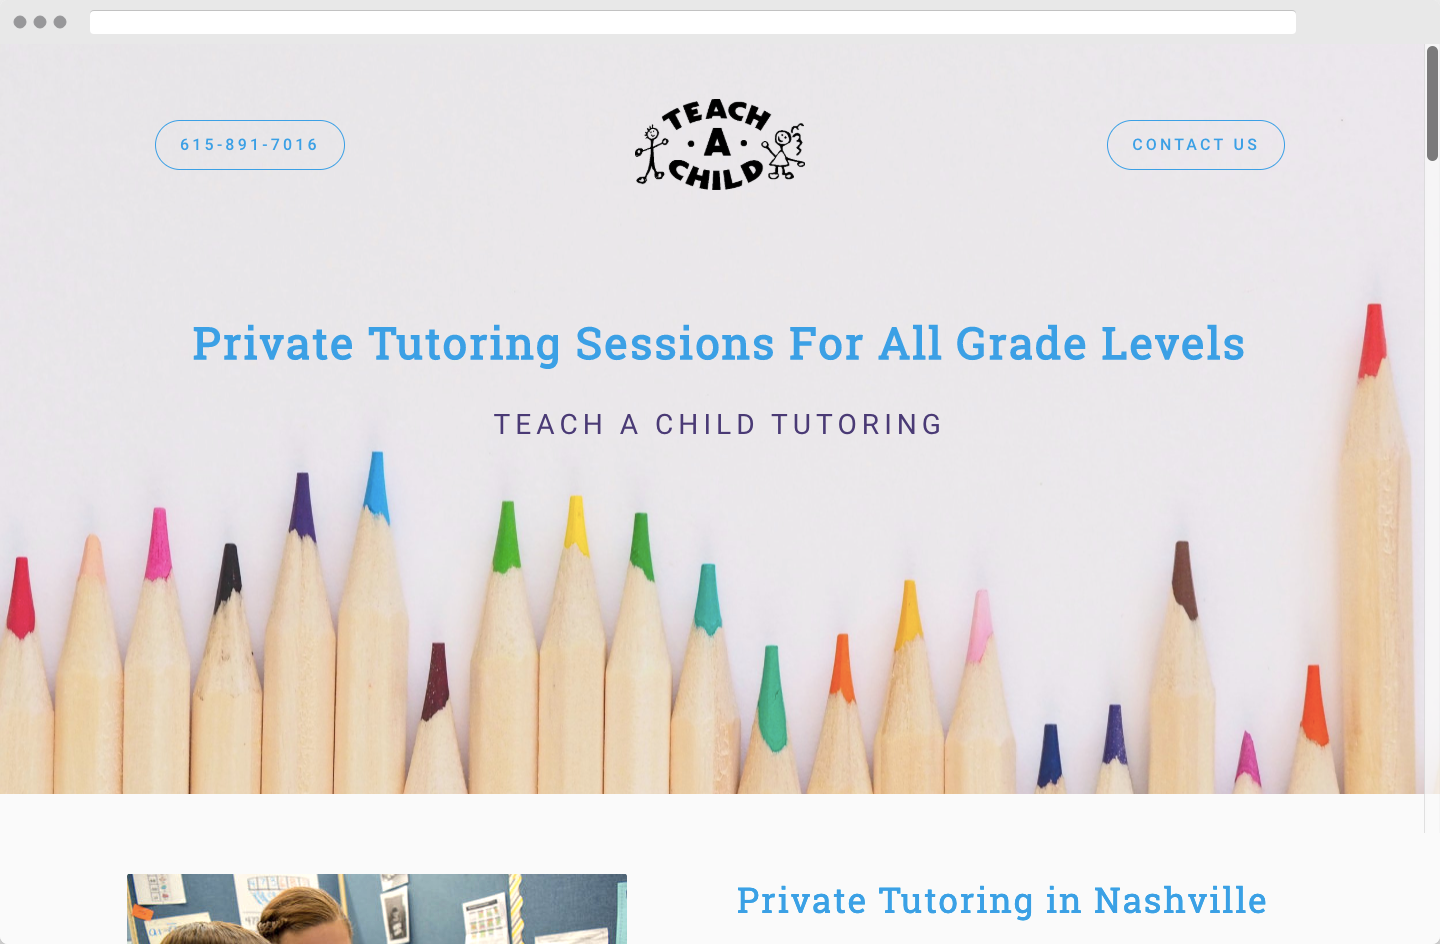 615-891-7016
TEACH
A
CHILD
CONTACT US
Private Tutoring Sessions For All Grade Levels
TEACH A CHILD TUTORING
Private Tutoring in Nashville